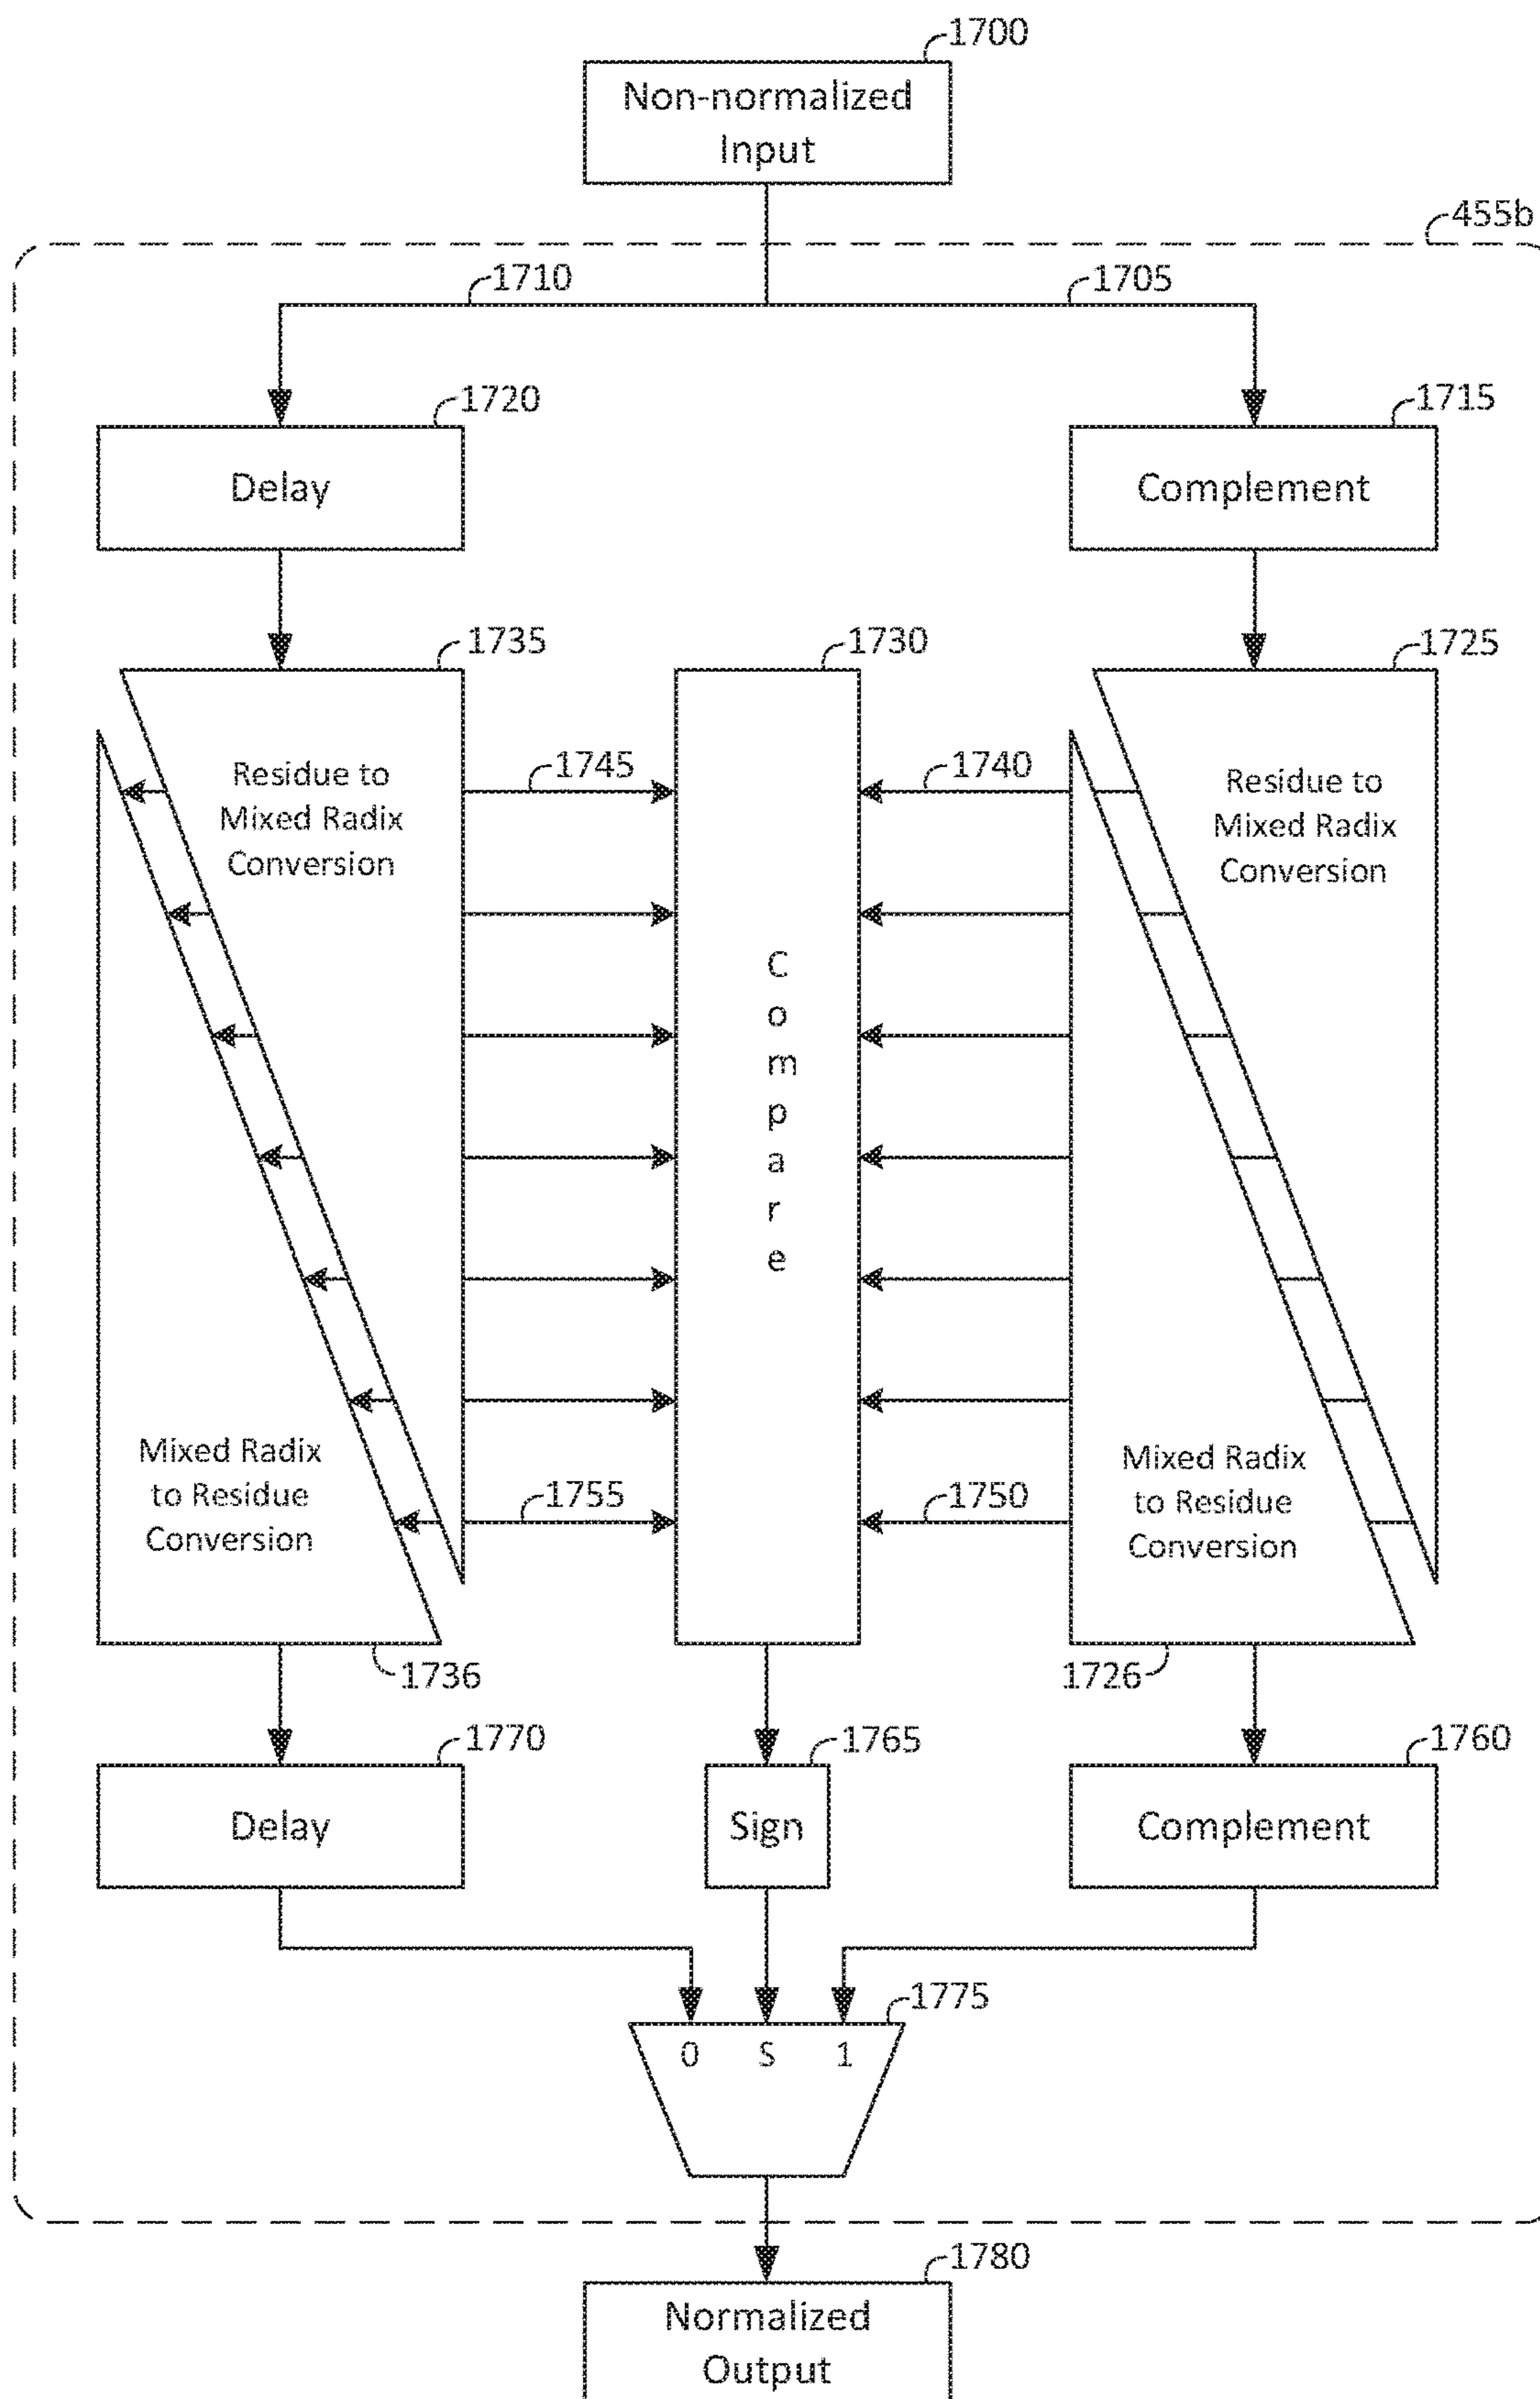 1700
Non-normalized
Input
455b
1710
1705
1720
1715
Delay
Complement
1735
1730
1725
Residue to
Mixed Radix
Conversion
1745
1740
Residue to
Mixed Radix
Conversion
C
o
m
p
a
r
e
Mixed Radix
to Residue
Conversion
1755
1750
Mixed Radix
to Residue
Conversion
1736
1726
1770
1765
1760
Delay
Sign
Complement
1775
0 S 1
1780
Normalized
Output